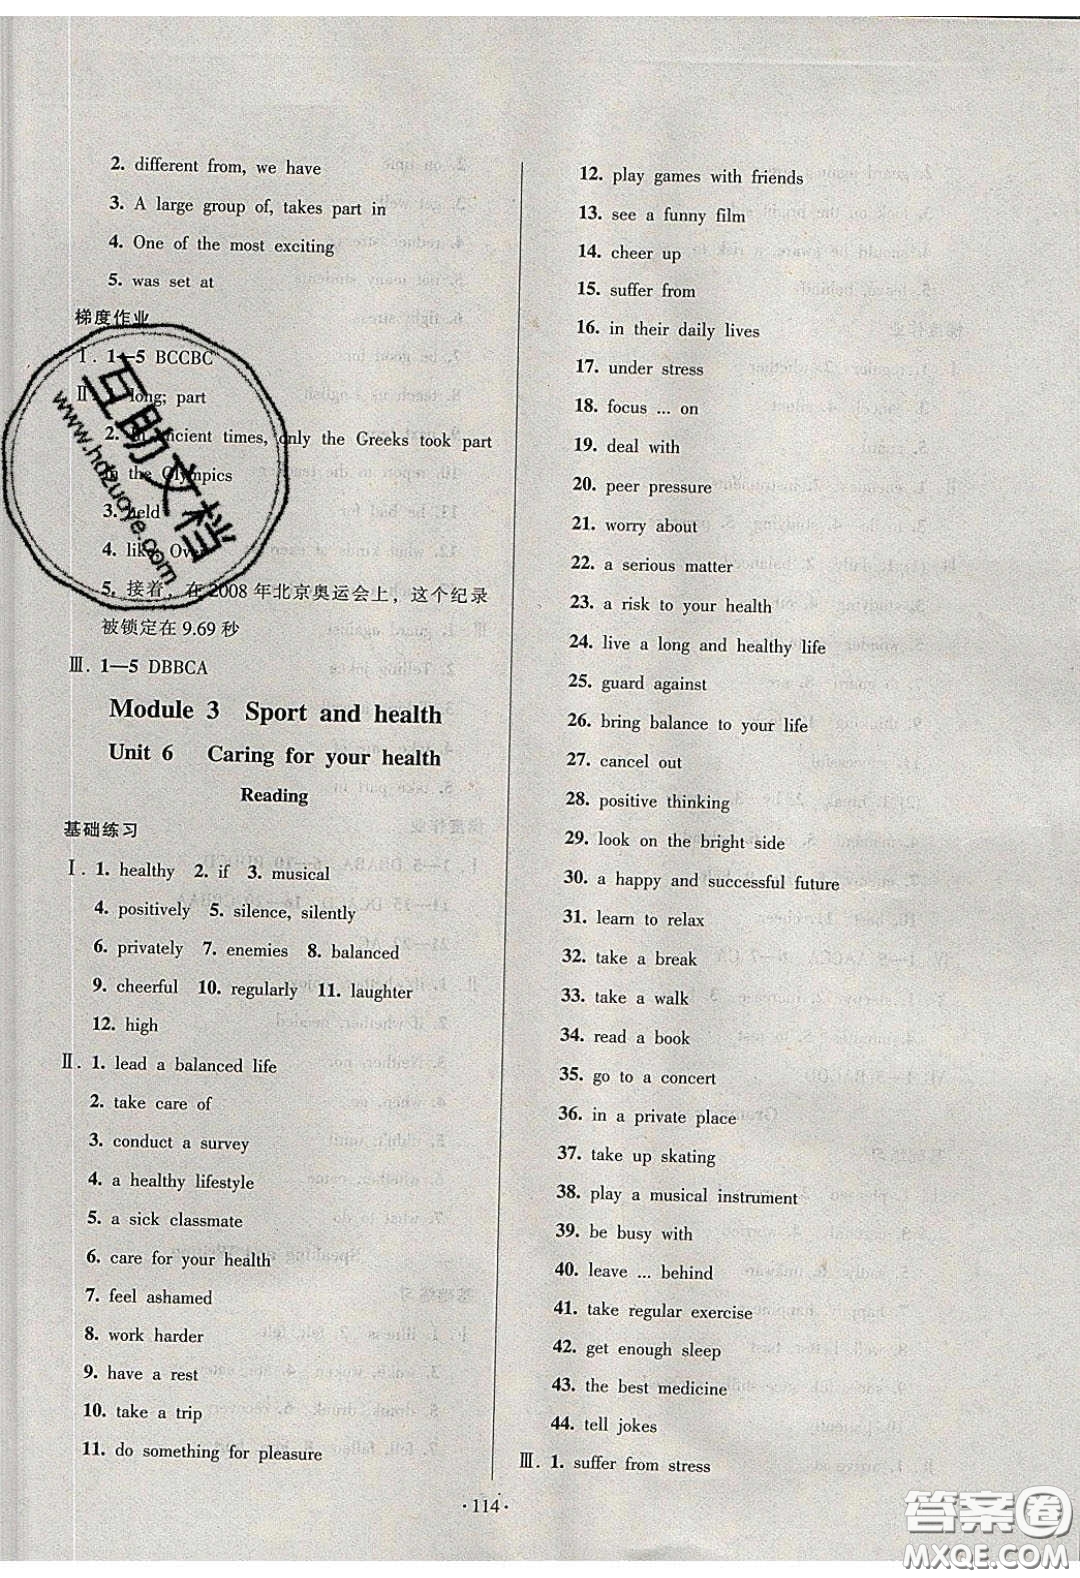 2. different from, we have
3. A large group of, takes part in
4. One of the most exciting
5. was set at
梯度作业
Ⅰ. 1—5 BCCBC
Ⅱ. long; part
2. ancient times, only the Greeks took part
in the Olympics
3. held
4. like, Over
5. 接着，在 2008 年北京奥运会上，这个纪录
被锁定在 9.69 秒
Ⅲ. 1—5 DBBCA
Module 3 Sport and health
Unit 6 Caring for your health
Reading
基础练习
Ⅰ. 1. healthy 2. if 3. musical
4. positively 5. silence, silently
6. privately 7. enemies 8. balanced
9. cheerful 10. regularly 11. laughter
12. high
Ⅱ. 1. lead a balanced life
2. take care of
3. conduct a survey
4. a healthy lifestyle
5. a sick classmate
6. care for your health
7. feel ashamed
8. work harder
9. have a rest
10. take a trip
11. do something for pleasure
12. play games with friends
13. see a funny film
14. cheer up
15. suffer from
16. in their daily lives
17. under stress
18. focus ... on
19. deal with
20. peer pressure
21. worry about
22. a serious matter
23. a risk to your health
24. live a long and healthy life
25. guard against
26. bring balance to your life
27. cancel out
28. positive thinking
29. look on the bright side
30. a happy and successful future
31. learn to relax
32. take a break
33. take a walk
34. read a book
35. go to a concert
36. in a private place
37. take up skating
38. play a musical instrument
39. be busy with
40. leave ... behind
41. take regular exercise
42. get enough sleep
43. the best medicine
44. tell jokes
Ⅲ. 1. suffer from stress
· 114 ·
互助文档
www.hdzuoye.com
答案圈
MXQE.COM